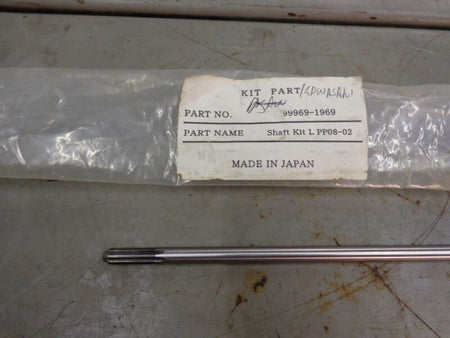 KIT PART
PART NO. 99969-1969
PART NAME Shaft Kit L PP08-02
MADE IN JAPAN